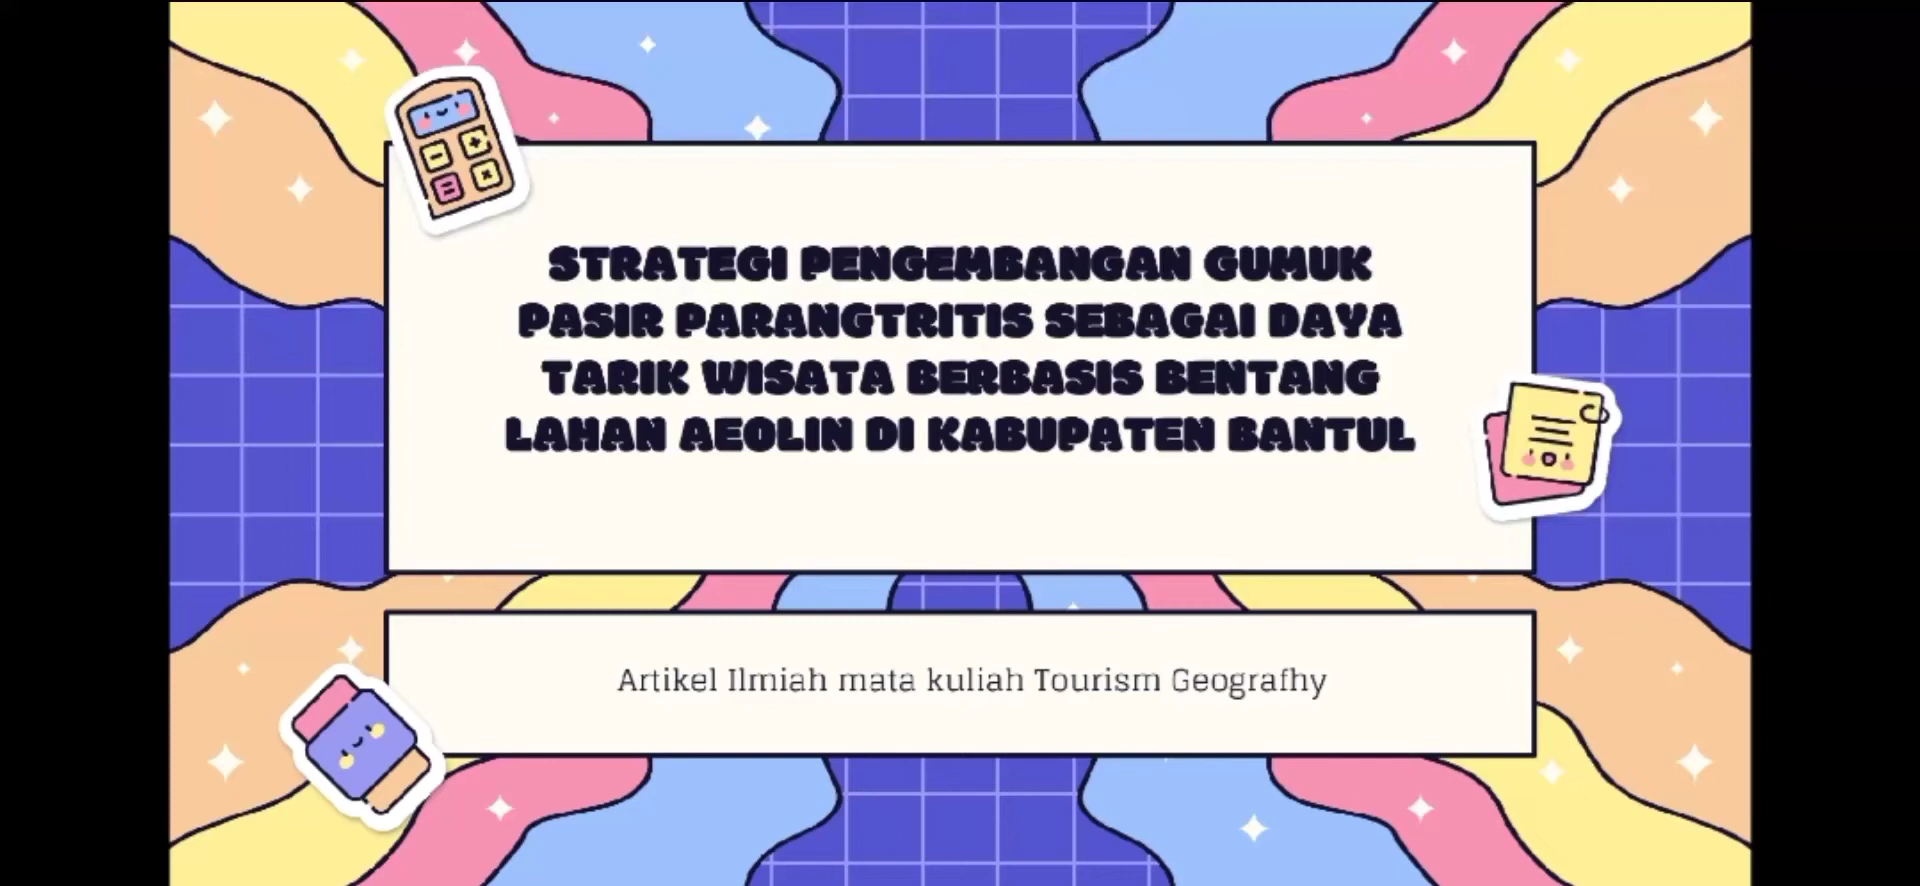 STRATEGI PENGEMBANGAN GUMUK
PASIR PARANGTRITIS SEBAGAI DAYA
TARIK WISATA BERBASIS BENTANG
LAHAN AEOLIN DI KABUPATEN BANTUL
Artikel Ilmiah mata kuliah Tourism Geografhy